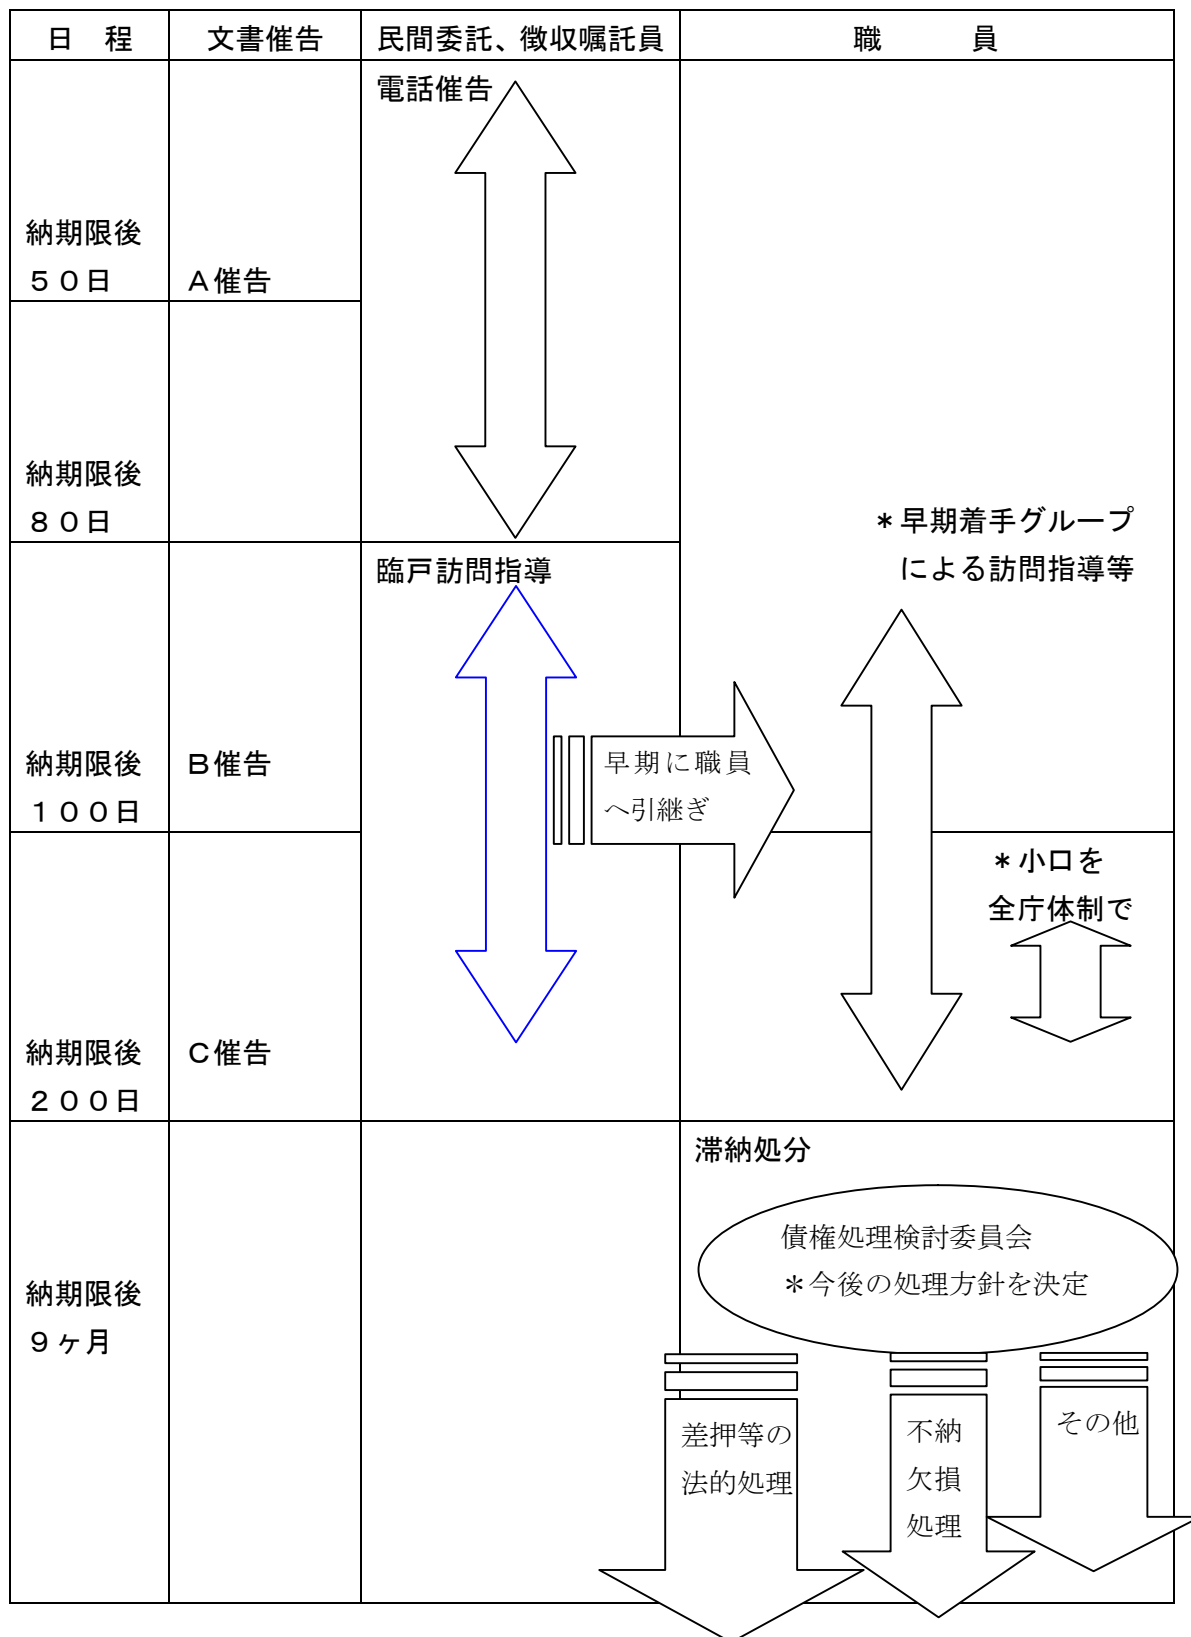 日　程　文書催告　民間委託、徴収嘱託員　職　　　員
電話催告
納期限後
５０日　Ａ催告
納期限後
８０日
＊早期着手グループ
による訪問指導等
臨戸訪問指導
早期に職員
へ引継ぎ
納期限後　Ｂ催告
１００日
＊小口を
全庁体制で
納期限後　Ｃ催告
２００日
滞納処分
債権処理検討委員会
＊今後の処理方針を決定
納期限後
９ヶ月
差押等の
法的処理
不納
欠損
処理
その他